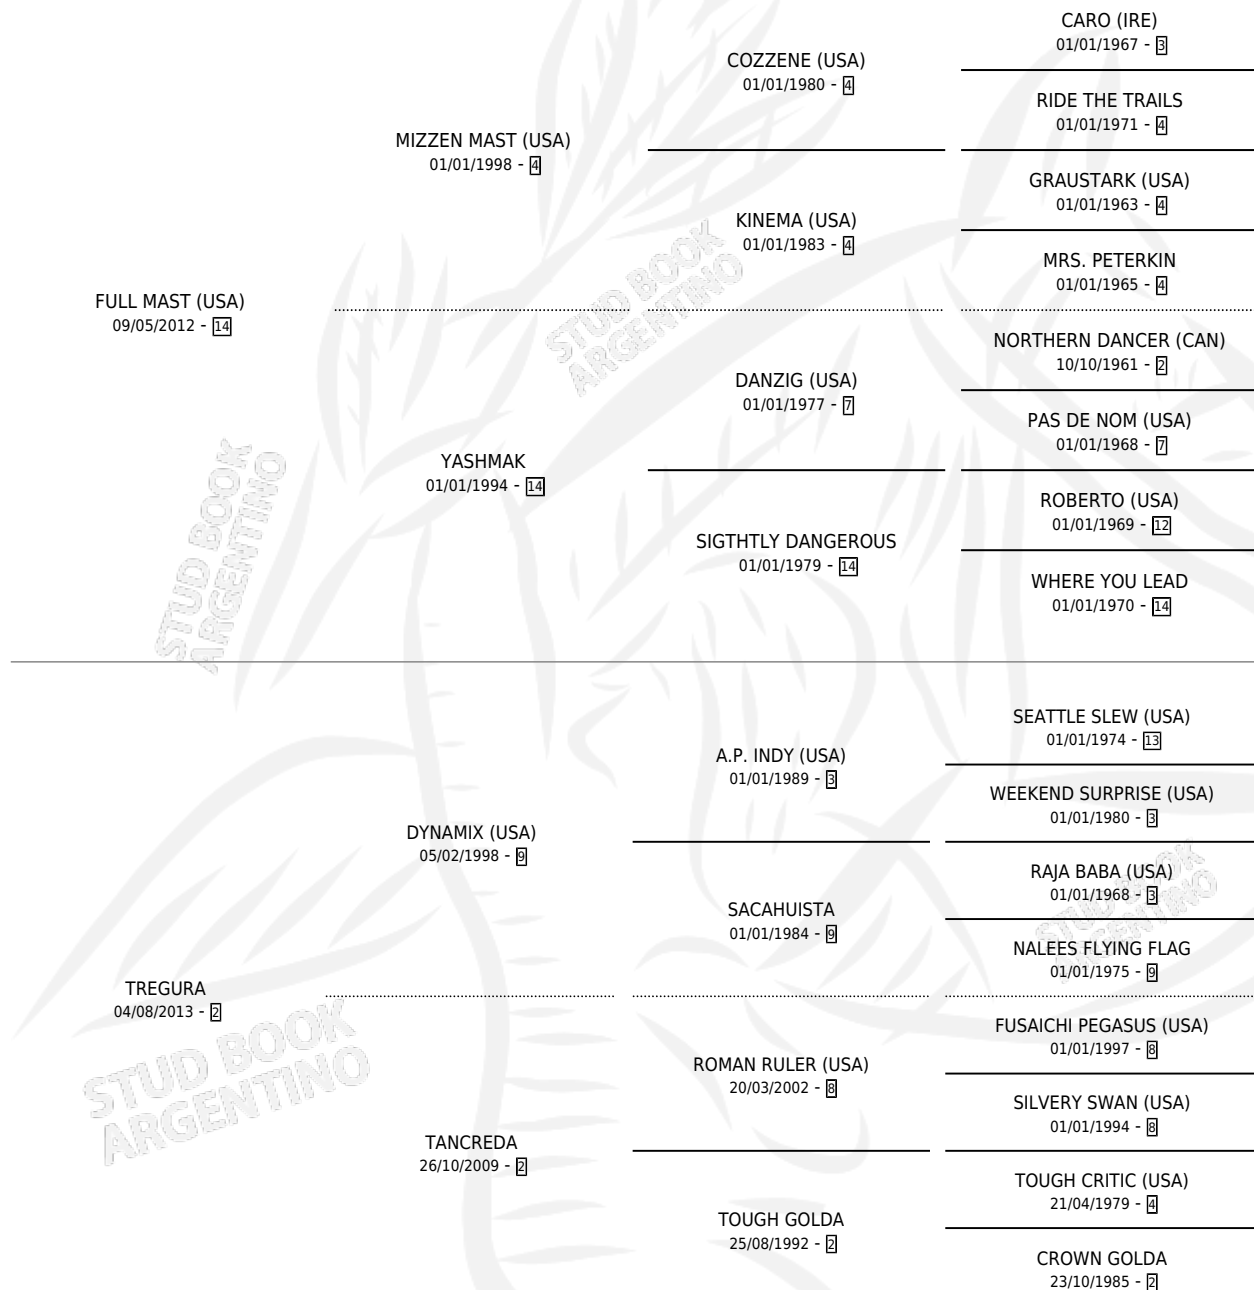 CARO (IRE)
01/01/1967 - 3
COZZENE (USA)
01/01/1980 - 4
RIDE THE TRAILS
01/01/1971 - 4
MIZZEN MAST (USA)
01/01/1998 - 4
GRAUSTARK (USA)
01/01/1963 - 4
KINEMA (USA)
01/01/1983 - 4
MRS. PETERKIN
01/01/1965 - 4
FULL MAST (USA)
09/05/2012 - 14
NORTHERN DANCER (CAN)
10/10/1961 - 2
DANZIG (USA)
01/01/1977 - 7
PAS DE NOM (USA)
01/01/1968 - 7
YASHMAK
01/01/1994 - 14
ROBERTO (USA)
01/01/1969 - 12
SIGTHTLY DANGEROUS
01/01/1979 - 14
WHERE YOU LEAD
01/01/1970 - 14
SEATTLE SLEW (USA)
01/01/1974 - 13
A.P. INDY (USA)
01/01/1989 - 3
WEEKEND SURPRISE (USA)
01/01/1980 - 3
DYNAMIX (USA)
05/02/1998 - 9
RAJA BABA (USA)
01/01/1968 - 3
SACAHUISTA
01/01/1984 - 9
NALEES FLYING FLAG
01/01/1975 - 9
TREGURA
04/08/2013 - 2
FUSAICHI PEGASUS (USA)
01/01/1997 - 8
ROMAN RULER (USA)
20/03/2002 - 8
SILVERY SWAN (USA)
01/01/1994 - 8
TANCREDA
26/10/2009 - 2
TOUGH CRITIC (USA)
21/04/1979 - 4
TOUGH GOLDA
25/08/1992 - 2
CROWN GOLDA
23/10/1985 - 2
STUD BOOK
ARGENTINO
STUD BOOK
ARGENTINO
STUD BOOK
ARGENTINO
STUD BOOK
ARGENTINO